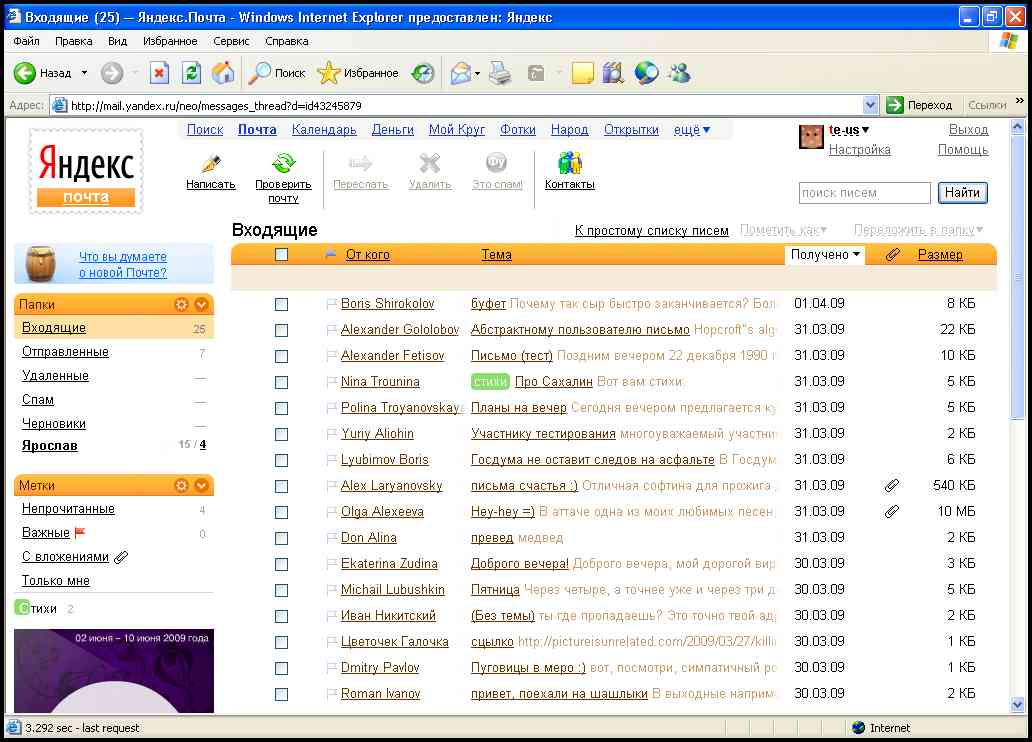 Входящие (25) — Яндекс.Почта - Windows Internet Explorer предоставлен: Яндекс
Файл Правка Вид Избранное Сервис Справка
Назад Поиск Избранное
Адрес: http://mail.yandex.ru/neo/messages_thread?d=id43245879 Переход Ссылки »
Поиск Почта Календарь Деньги Мой Круг Фотки Народ Открытки ещё▼ te-us▼ Выход
Настройка Помощь
Яндекс
почта
Написать Проверить почту Переслать Удалить Это спам! Контакты
Фу
поиск писем Найти
Входящие К простому списку писем Пометить как▼ Переложить в папку▼
Что вы думаете
о новой Почте?
От кого Тема Получено▼ Размер
Папки
Входящие 25
Отправленные 7
Удаленные —
Спам —
Черновики —
Ярослав 15 / 4
Метки
Непрочитанные 4
Важные 0
С вложениями
Только мне
Стихи 2
02 июня – 10 июня 2009 года
Boris Shirokolov буфет Почему так сыр быстро заканчивается? Бол 01.04.09 8 КБ
Alexander Gololobov Абстрактному пользователю письмо Hopcroft"s alg 31.03.09 22 КБ
Alexander Fetisov Письмо (тест) Поздним вечером 22 декабря 1990 г 31.03.09 10 КБ
Nina Trounina стихи Про Сахалин Вот вам стихи: 31.03.09 5 КБ
Polina Troyanovskay Планы на вечер Сегодня вечером предлагается ку 31.03.09 5 КБ
Yuriy Aliohin Участнику тестирования многоуважаемый участни 31.03.09 2 КБ
Lyubimov Boris Госдума не оставит следов на асфальте В Госдум 31.03.09 6 КБ
Alex Laryanovsky письма счастья :) Отличная софтина для прожига 31.03.09 540 КБ
Olga Alexeeva Hey-hey =) В аттаче одна из моих любимых песен 31.03.09 10 МБ
Don Alina превед медвед 31.03.09 2 КБ
Ekaterina Zudina Доброго вечера! Доброго вечера, мой дорогой вир 30.03.09 3 КБ
Michail Lubushkin Пятница Через четыре, а точнее уже и через три д 30.03.09 5 КБ
Иван Никитский (Без темы) ты где пропадаешь? Это точно твой ад 30.03.09 2 КБ
Цветочек Галочка сцылко http://pictureisunrelated.com/2009/03/27/killi 30.03.09 1 КБ
Dmitry Pavlov Пуговицы в меро :) вот, посмотри, симпатичный ро 30.03.09 1 КБ
Roman Ivanov привет, поехали на шашлыки В выходные наприм 30.03.09 2 КБ
3.292 sec - last request Internet